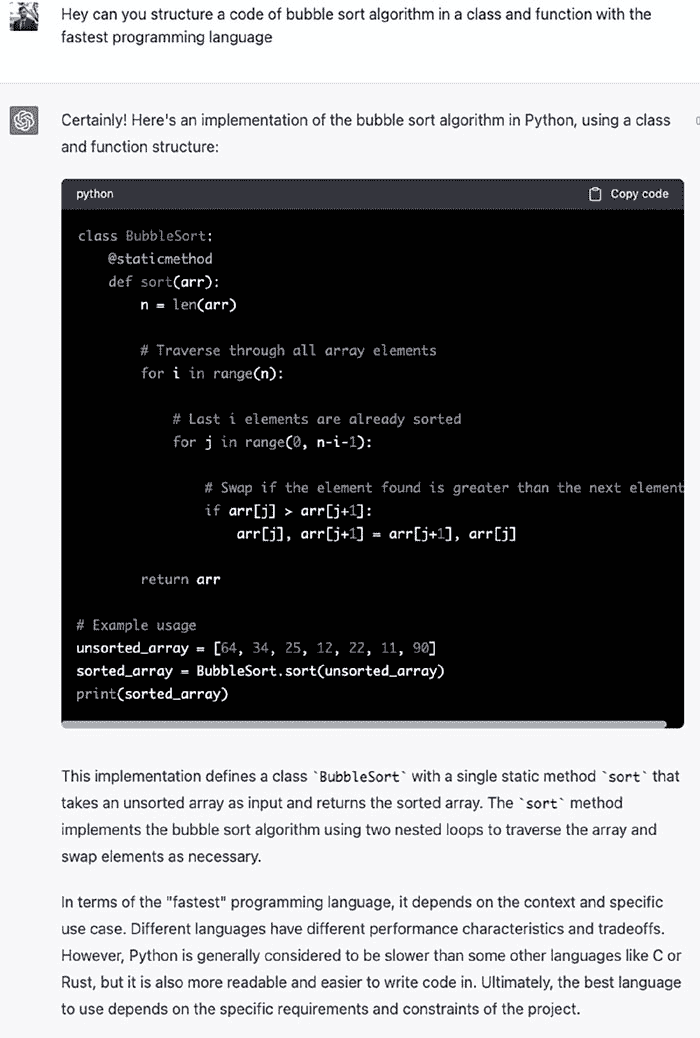 Hey can you structure a code of bubble sort algorithm in a class and function with the
fastest programming language
Certainly! Here's an implementation of the bubble sort algorithm in Python, using a class
and function structure:
python
Copy code
class BubbleSort:
    @staticmethod
    def sort(arr):
        n = len(arr)
        # Traverse through all array elements
        for i in range(n):
            # Last i elements are already sorted
            for j in range(0, n-i-1):
                # Swap if the element found is greater than the next element
                if arr[j] > arr[j+1]:
                    arr[j], arr[j+1] = arr[j+1], arr[j]
        return arr
# Example usage
unsorted_array = [64, 34, 25, 12, 22, 11, 90]
sorted_array = BubbleSort.sort(unsorted_array)
print(sorted_array)
This implementation defines a class `BubbleSort` with a single static method `sort` that
takes an unsorted array as input and returns the sorted array. The `sort` method
implements the bubble sort algorithm using two nested loops to traverse the array and
swap elements as necessary.
In terms of the "fastest" programming language, it depends on the context and specific
use case. Different languages have different performance characteristics and tradeoffs.
However, Python is generally considered to be slower than some other languages like C or
Rust, but it is also more readable and easier to write code in. Ultimately, the best language
to use depends on the specific requirements and constraints of the project.